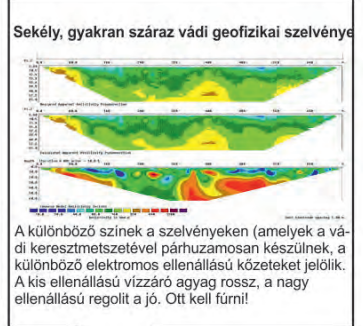 Sekély, gyakran száraz vádi geofizikai szelvénye
A különböző színek a szelvényeken (amelyek a vá-
di keresztmetszetével párhuzamosan készülnek, a
különböző elektromos ellenállású kőzeteket jelölik.
A kis ellenállású vízzáró agyag rossz, a nagy
ellenállású regolit a jó. Ott kell fúrni!